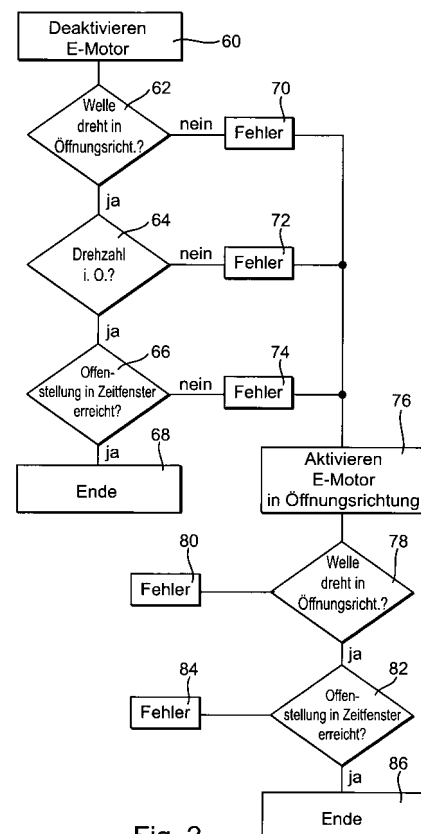 Deaktivieren
E-Motor
60
62
Welle
dreht in
Öffnungsricht.?
nein
70
Fehler
ja
64
Drehzahl
i. O.?
nein
72
Fehler
ja
66
Offen-
stellung in Zeitfenster
erreicht?
nein
74
Fehler
ja
68
Ende
76
Aktivieren
E-Motor
in Öffnungsrichtung
78
Welle
dreht in
Öffnungsricht.?
80
Fehler
ja
82
Offen-
stellung in Zeitfenster
erreicht?
84
Fehler
ja
86
Ende